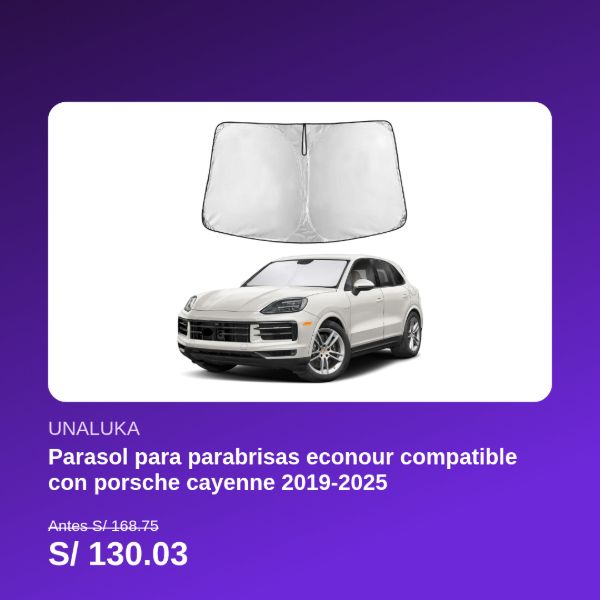 UNALUKA
Parasol para parabrisas econour compatible
con porsche cayenne 2019-2025
Antes S/ 168.75
S/ 130.03